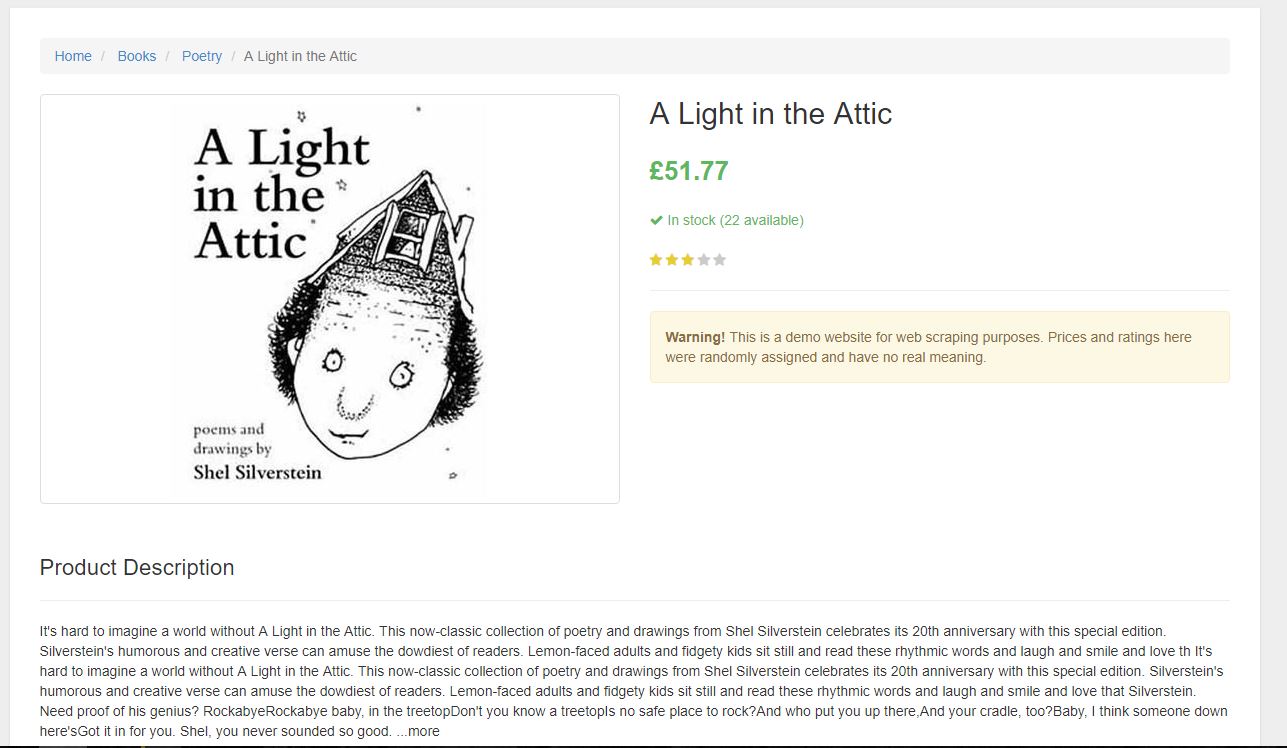 Home / Books / Poetry / A Light in the Attic
A Light
in the
Attic
poems and
drawings by
Shel Silverstein
A Light in the Attic
£51.77
In stock (22 available)
Warning! This is a demo website for web scraping purposes. Prices and ratings here
were randomly assigned and have no real meaning.
Product Description
It's hard to imagine a world without A Light in the Attic. This now-classic collection of poetry and drawings from Shel Silverstein celebrates its 20th anniversary with this special edition.
Silverstein's humorous and creative verse can amuse the dowdiest of readers. Lemon-faced adults and fidgety kids sit still and read these rhythmic words and laugh and smile and love th It's
hard to imagine a world without A Light in the Attic. This now-classic collection of poetry and drawings from Shel Silverstein celebrates its 20th anniversary with this special edition. Silverstein's
humorous and creative verse can amuse the dowdiest of readers. Lemon-faced adults and fidgety kids sit still and read these rhythmic words and laugh and smile and love that Silverstein.
Need proof of his genius? RockabyeRockabye baby, in the treetopDon't you know a treetopIs no safe place to rock?And who put you up there,And your cradle, too?Baby, I think someone down
here'sGot it in for you. Shel, you never sounded so good. ...more